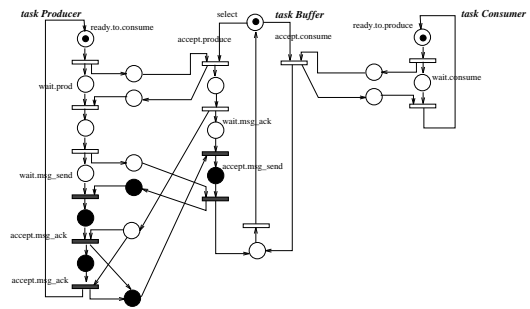 task Producer
select
task Buffer
task Consumer
ready.to.consume
ready.to.produce
accept.produce
accept.consume
wait.prod
wait.consume
wait.msg_ack
accept.msg_send
wait.msg_send
accept.msg_ack
accept.msg_ack